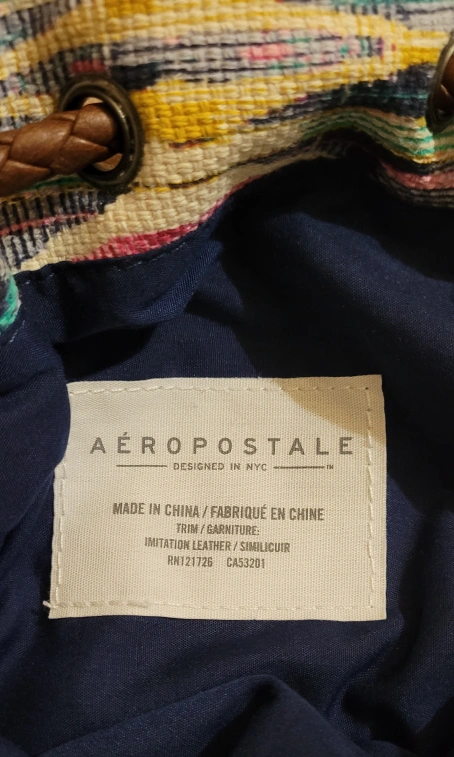 AÉROPOSTALE
DESIGNED IN NYC ™
MADE IN CHINA / FABRIQUÉ EN CHINE
TRIM / GARNITURE:
IMITATION LEATHER / SIMILICUIR
RN121726 CA53201